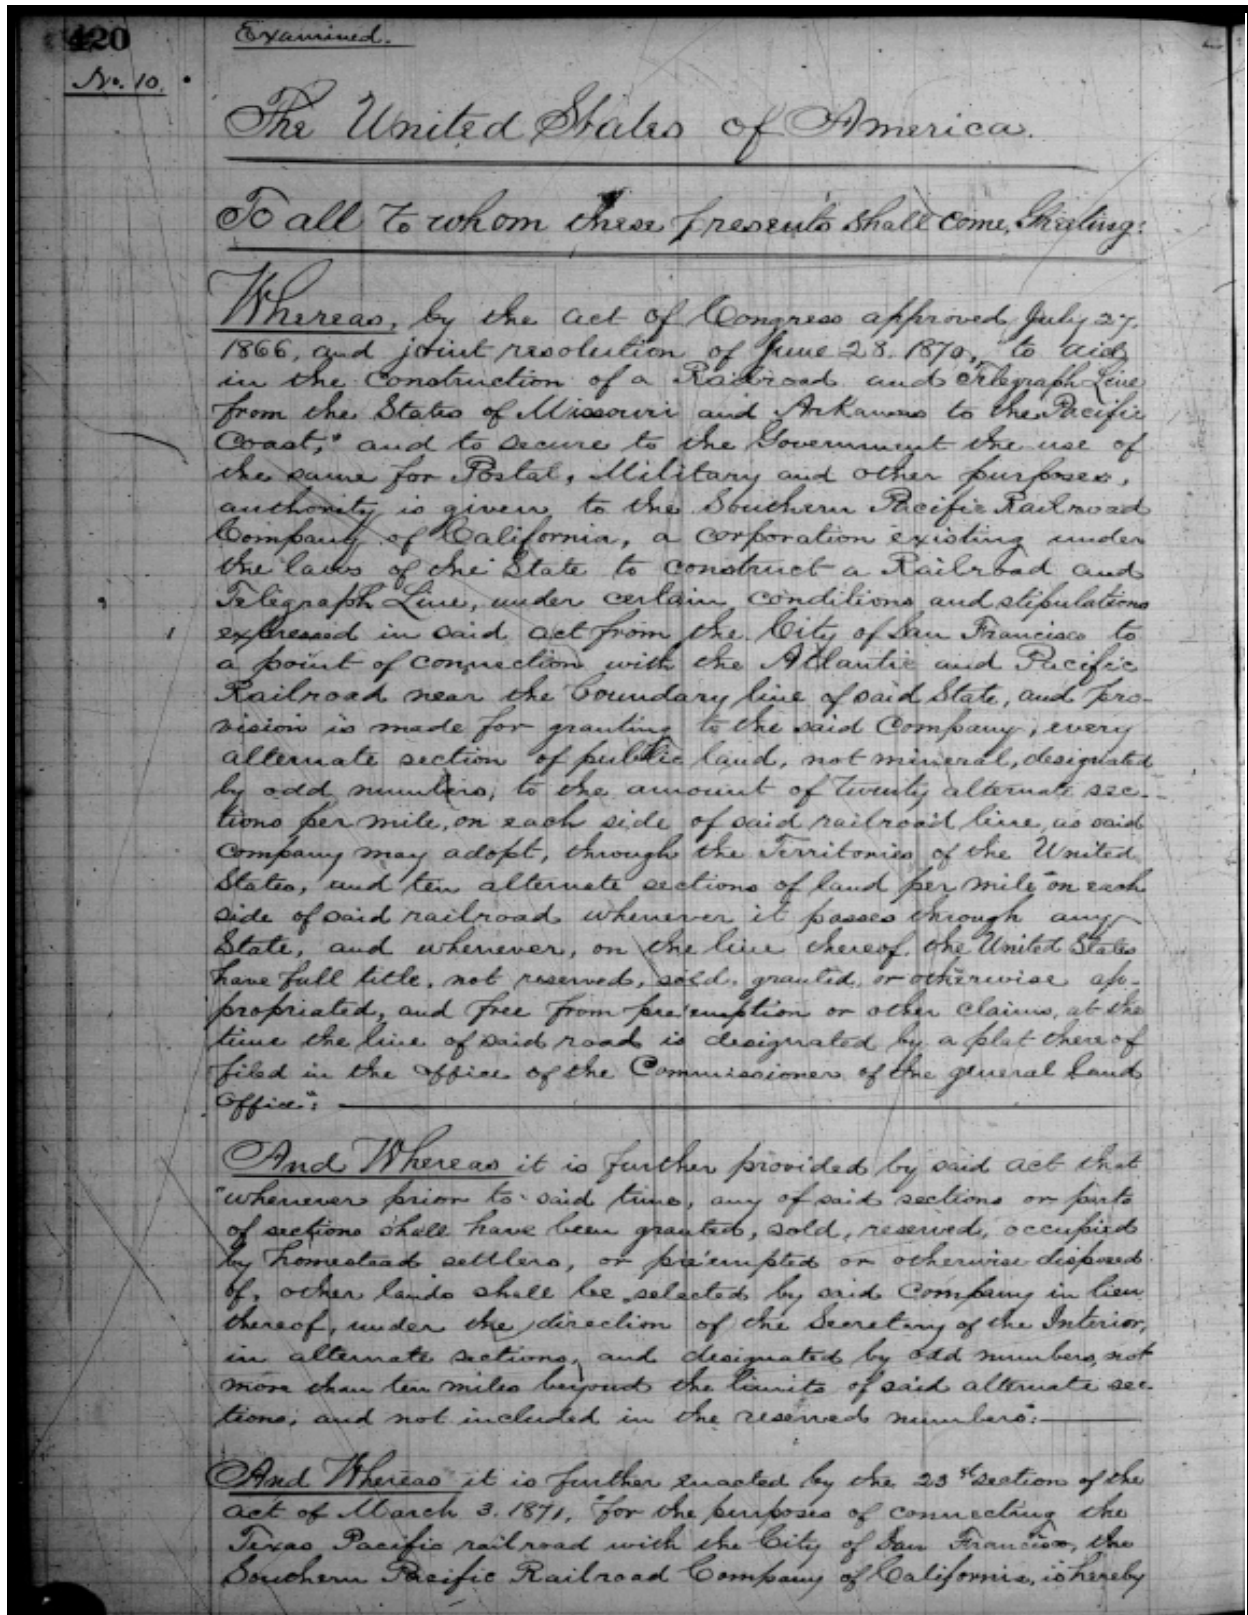 420
Examined.
No. 10.
The United States of America.
To all to whom these presents shall come, Greeting:
Whereas, by the act of Congress approved July 27.
1866, and joint resolution of June 28. 1870, "to aid
in the construction of a Railroad and Telegraph Line
from the States of Missouri and Arkansas to the Pacific
Coast," and to secure to the Government the use of
the same for Postal, Military and other purposes,
authority is given to the Southern Pacific Railroad
Company of California, a corporation existing under
the laws of the State to construct a Railroad and
Telegraph Line, under certain conditions and stipulations
expressed in said act from the City of San Francisco to
a point of connection with the Atlantic and Pacific
Railroad near the boundary line of said State, and pro-
vision is made for granting to the said Company, "every
alternate section of public land, not mineral, designated
by odd numbers, to the amount of twenty alternate sec-
tions per mile, on each side of said railroad line, as said
company may adopt, through the Territories of the United
States, and ten alternate sections of land per mile on each
side of said railroad whenever it passes through any
State, and whenever, on the line thereof, the United States
have full title, not reserved, sold, granted, or otherwise ap-
propriated, and free from pre-emption or other claims, at the
time the line of said road is designated by a plat thereof
filed in the office of the Commissioner of the general Land
Office":
And Whereas it is further provided by said act that
"whenever prior to said time, any of said sections or parts
of sections shall have been granted, sold, reserved, occupied
by homestead settlers, or pre'empted or otherwise disposed
of, other lands shall be selected by said Company in lieu
thereof, under the direction of the Secretary of the Interior,
in alternate sections, and designated by odd numbers, not
more than ten miles beyond the limits of said alternate sec-
tions, and not included in the reserved numbers":
And Whereas it is further enacted by the 23rd section of the
act of March 3. 1871, "for the purposes of connecting the
Texas Pacific railroad with the City of San Francisco, the
Southern Pacific Railroad Company of California, is hereby